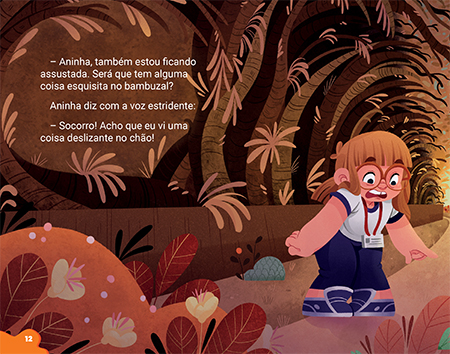 – Aninha, também estou ficando
assustada. Será que tem alguma
coisa esquisita no bambuzal?
Aninha diz com a voz estridente:
– Socorro! Acho que eu vi uma
coisa deslizante no chão!
12